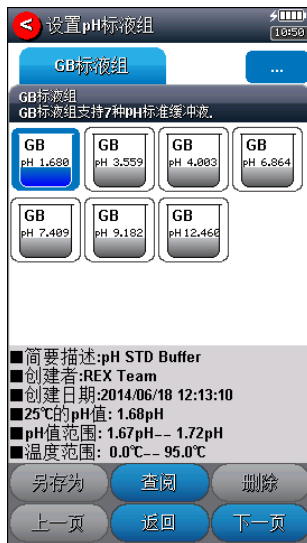 设置pH标液组
10:50
GB标液组
...
GB标液组
GB标液组支持7种PH标准缓冲液.
GB GB GB GB
pH 1.680 pH 3.559 pH 4.003 pH 6.864
GB GB GB
pH 7.409 pH 9.182 pH12.460
■简要描述:pH STD Buffer
■创建者:REX Team
■创建日期:2014/06/18 12:13:10
■25℃的pH值: 1.68pH
■pH值范围: 1.67pH-- 1.72pH
■温度范围: 0.0℃-- 95.0℃
另存为 查阅 删除
上一页 返回 下一页